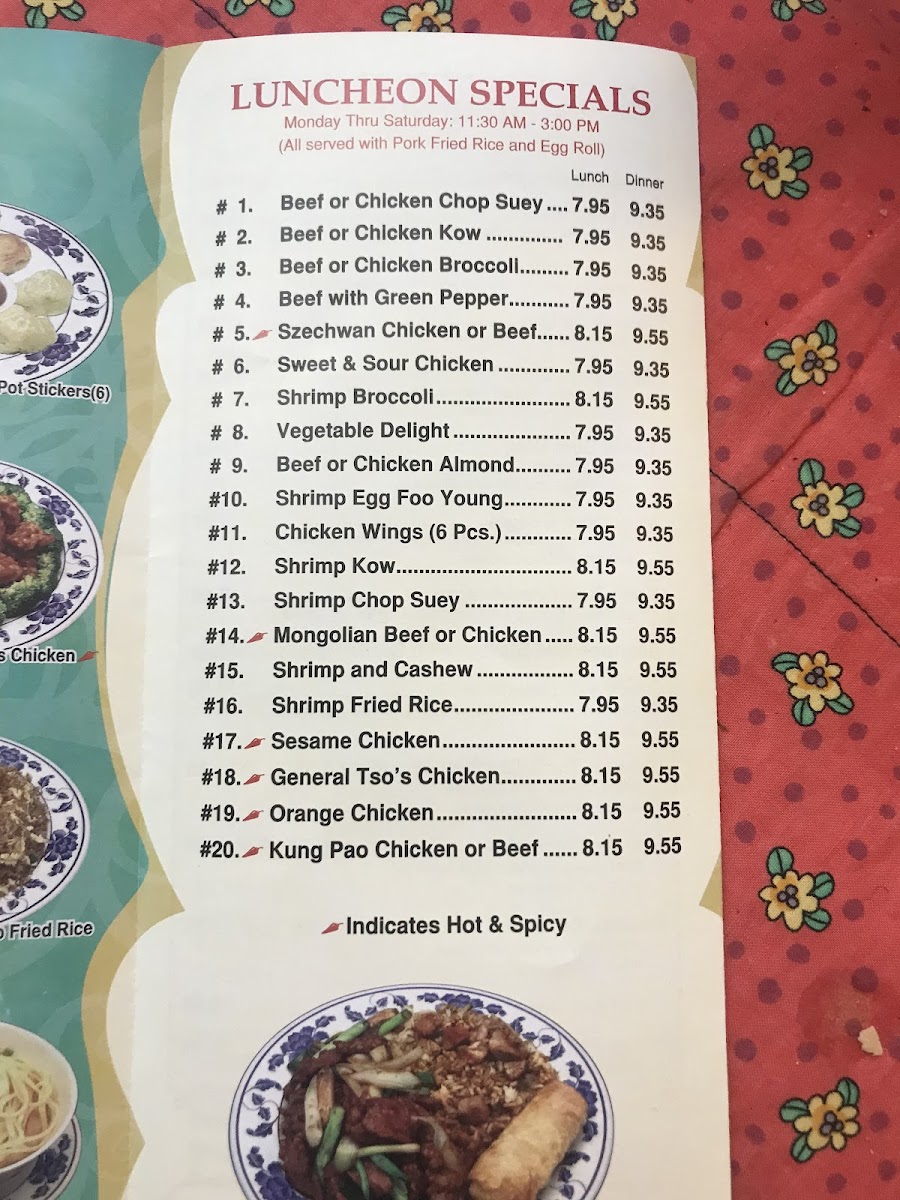 LUNCHEON SPECIALS
Monday Thru Saturday: 11:30 AM - 3:00 PM
(All served with Pork Fried Rice and Egg Roll)
Lunch Dinner
# 1. Beef or Chicken Chop Suey .... 7.95 9.35
# 2. Beef or Chicken Kow .............. 7.95 9.35
# 3. Beef or Chicken Broccoli......... 7.95 9.35
# 4. Beef with Green Pepper........... 7.95 9.35
# 5. Szechwan Chicken or Beef...... 8.15 9.55
# 6. Sweet & Sour Chicken ............. 7.95 9.35
# 7. Shrimp Broccoli........................ 8.15 9.55
# 8. Vegetable Delight ..................... 7.95 9.35
# 9. Beef or Chicken Almond.......... 7.95 9.35
#10. Shrimp Egg Foo Young............ 7.95 9.35
#11. Chicken Wings (6 Pcs.) ............ 7.95 9.35
#12. Shrimp Kow............................... 8.15 9.55
#13. Shrimp Chop Suey ................... 7.95 9.35
#14. Mongolian Beef or Chicken ..... 8.15 9.55
#15. Shrimp and Cashew ................. 8.15 9.55
#16. Shrimp Fried Rice..................... 7.95 9.35
#17. Sesame Chicken........................ 8.15 9.55
#18. General Tso's Chicken............. 8.15 9.55
#19. Orange Chicken......................... 8.15 9.55
#20. Kung Pao Chicken or Beef ...... 8.15 9.55
Indicates Hot & Spicy
Pot Stickers(6)
s Chicken
Fried Rice